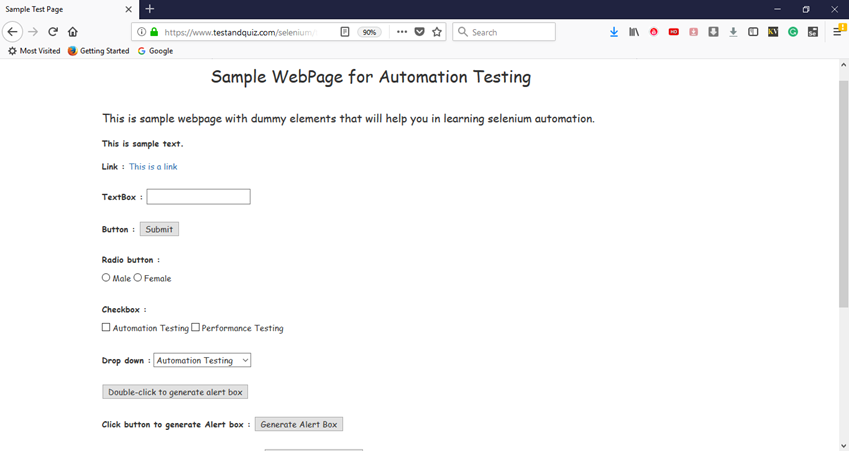 Sample Test Page
https://www.testandquiz.com/selenium/
90%
Search
Most Visited Getting Started Google
Sample WebPage for Automation Testing
This is sample webpage with dummy elements that will help you in learning selenium automation.
This is sample text.
Link : This is a link
TextBox :
Button : Submit
Radio button :
Male Female
Checkbox :
Automation Testing Performance Testing
Drop down : Automation Testing
Double-click to generate alert box
Click button to generate Alert box : Generate Alert Box